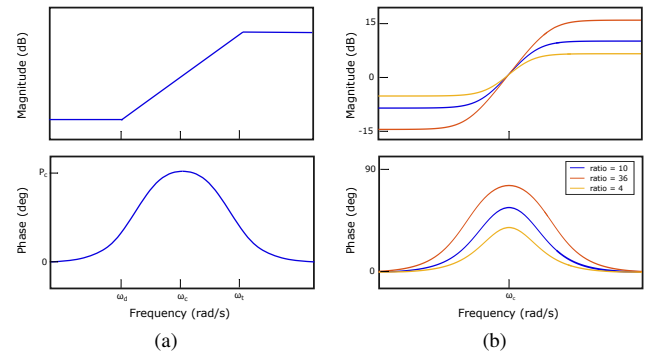 Magnitude (dB)
Phase (deg)
P_c
0
ω_d
ω_c
ω_t
Frequency (rad/s)
(a)
Magnitude (dB)
15
0
-15
Phase (deg)
90
0
ratio = 10
ratio = 36
ratio = 4
ω_c
Frequency (rad/s)
(b)